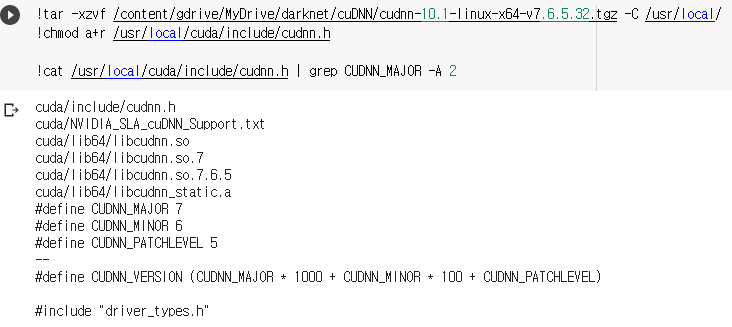 !tar -xzvf /content/gdrive/MyDrive/darknet/cuDNN/cudnn-10.1-linux-x64-v7.6.5.32.tgz -C /usr/local/
!chmod a+r /usr/local/cuda/include/cudnn.h
!cat /usr/local/cuda/include/cudnn.h | grep CUDNN_MAJOR -A 2
cuda/include/cudnn.h
cuda/NVIDIA_SLA_cuDNN_Support.txt
cuda/lib64/libcudnn.so
cuda/lib64/libcudnn.so.7
cuda/lib64/libcudnn.so.7.6.5
cuda/lib64/libcudnn_static.a
#define CUDNN_MAJOR 7
#define CUDNN_MINOR 6
#define CUDNN_PATCHLEVEL 5
--
#define CUDNN_VERSION (CUDNN_MAJOR * 1000 + CUDNN_MINOR * 100 + CUDNN_PATCHLEVEL)
#include "driver_types.h"